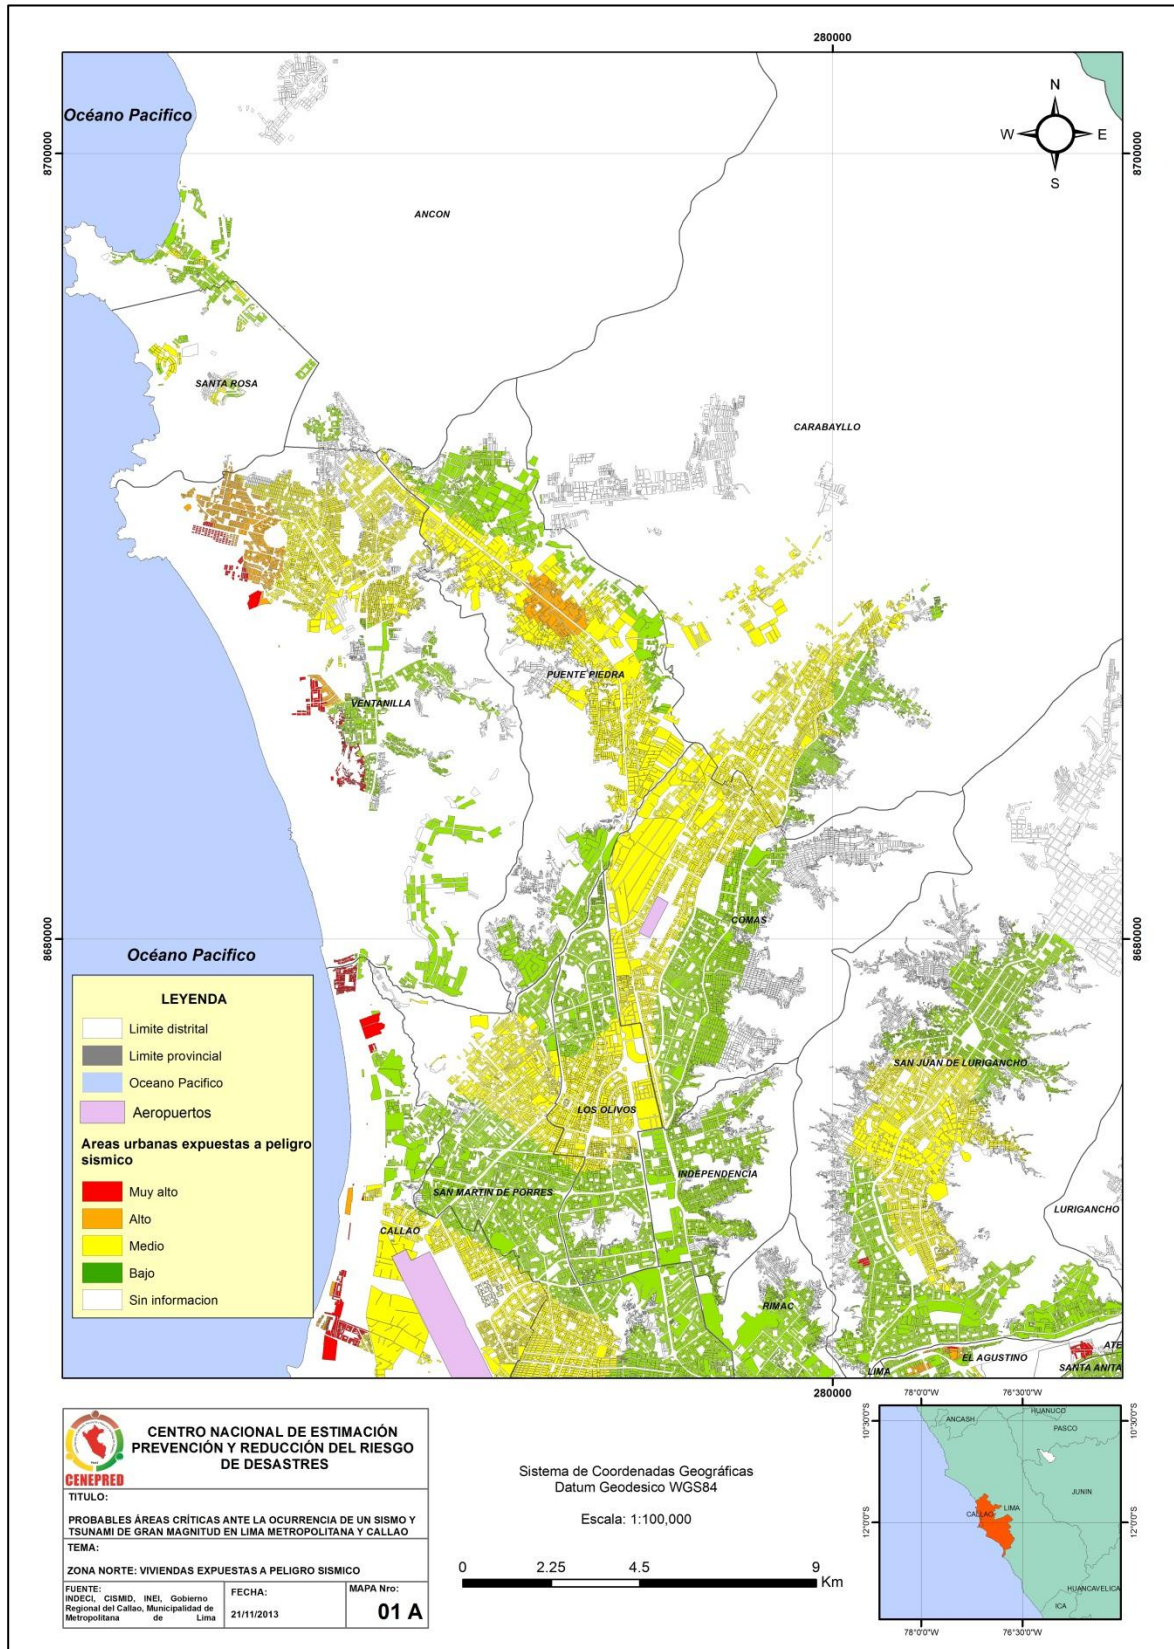 280000
Océano Pacifico
N
W
E
S
8700000
8700000
ANCON
SANTA ROSA
CARABAYLLO
PUENTE PIEDRA
VENTANILLA
COMAS
8680000
8680000
Océano Pacifico
LEYENDA
Limite distrital
Limite provincial
Oceano Pacifico
Aeropuertos
Areas urbanas expuestas a peligro
sismico
Muy alto
Alto
Medio
Bajo
Sin informacion
SAN JUAN DE LURIGANCHO
LOS OLIVOS
INDEPENDENCIA
SAN MARTIN DE PORRES
LURIGANCHO
CALLAO
RIMAC
ATE
EL AGUSTINO
LIMA
SANTA ANITA
280000
CENEPRED
CENTRO NACIONAL DE ESTIMACIÓN
PREVENCIÓN Y REDUCCIÓN DEL RIESGO
DE DESASTRES
TITULO:
PROBABLES ÁREAS CRÍTICAS ANTE LA OCURRENCIA DE UN SISMO Y
TSUNAMI DE GRAN MAGNITUD EN LIMA METROPOLITANA Y CALLAO
TEMA:
ZONA NORTE: VIVIENDAS EXPUESTAS A PELIGRO SISMICO
FUENTE:
INDECI, CISMID, INEI, Gobierno
Regional del Callao, Municipalidad de
Metropolitana de Lima
FECHA:
21/11/2013
MAPA Nro:
01 A
Sistema de Coordenadas Geográficas
Datum Geodesico WGS84
Escala: 1:100,000
0 2.25 4.5 9
Km
78°0'0"W 76°30'0"W
10°30'0"S
10°30'0"S
ANCASH
HUANUCO
PASCO
JUNIN
LIMA
CALLAO
12°0'0"S
12°0'0"S
HUANCAVELICA
ICA
78°0'0"W 76°30'0"W